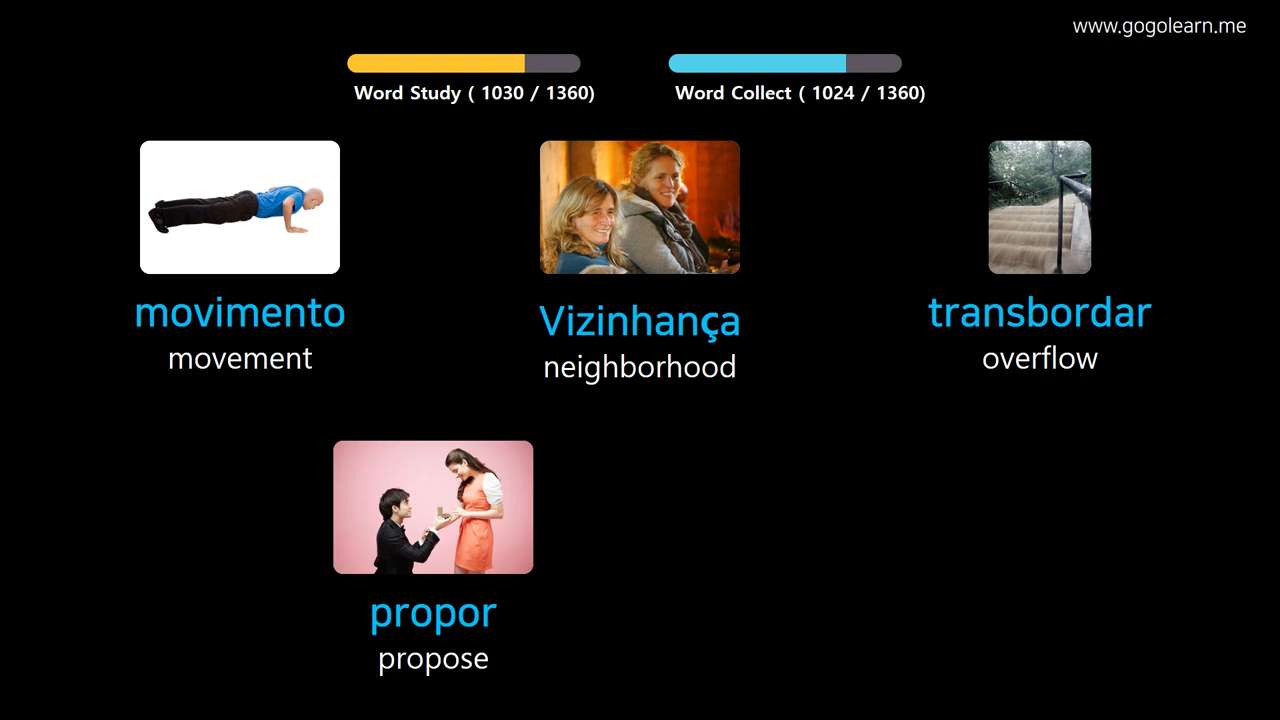 www.gogolearn.me
Word Study ( 1030 / 1360)
Word Collect ( 1024 / 1360)
movimento
movement
Vizinhança
neighborhood
transbordar
overflow
propor
propose